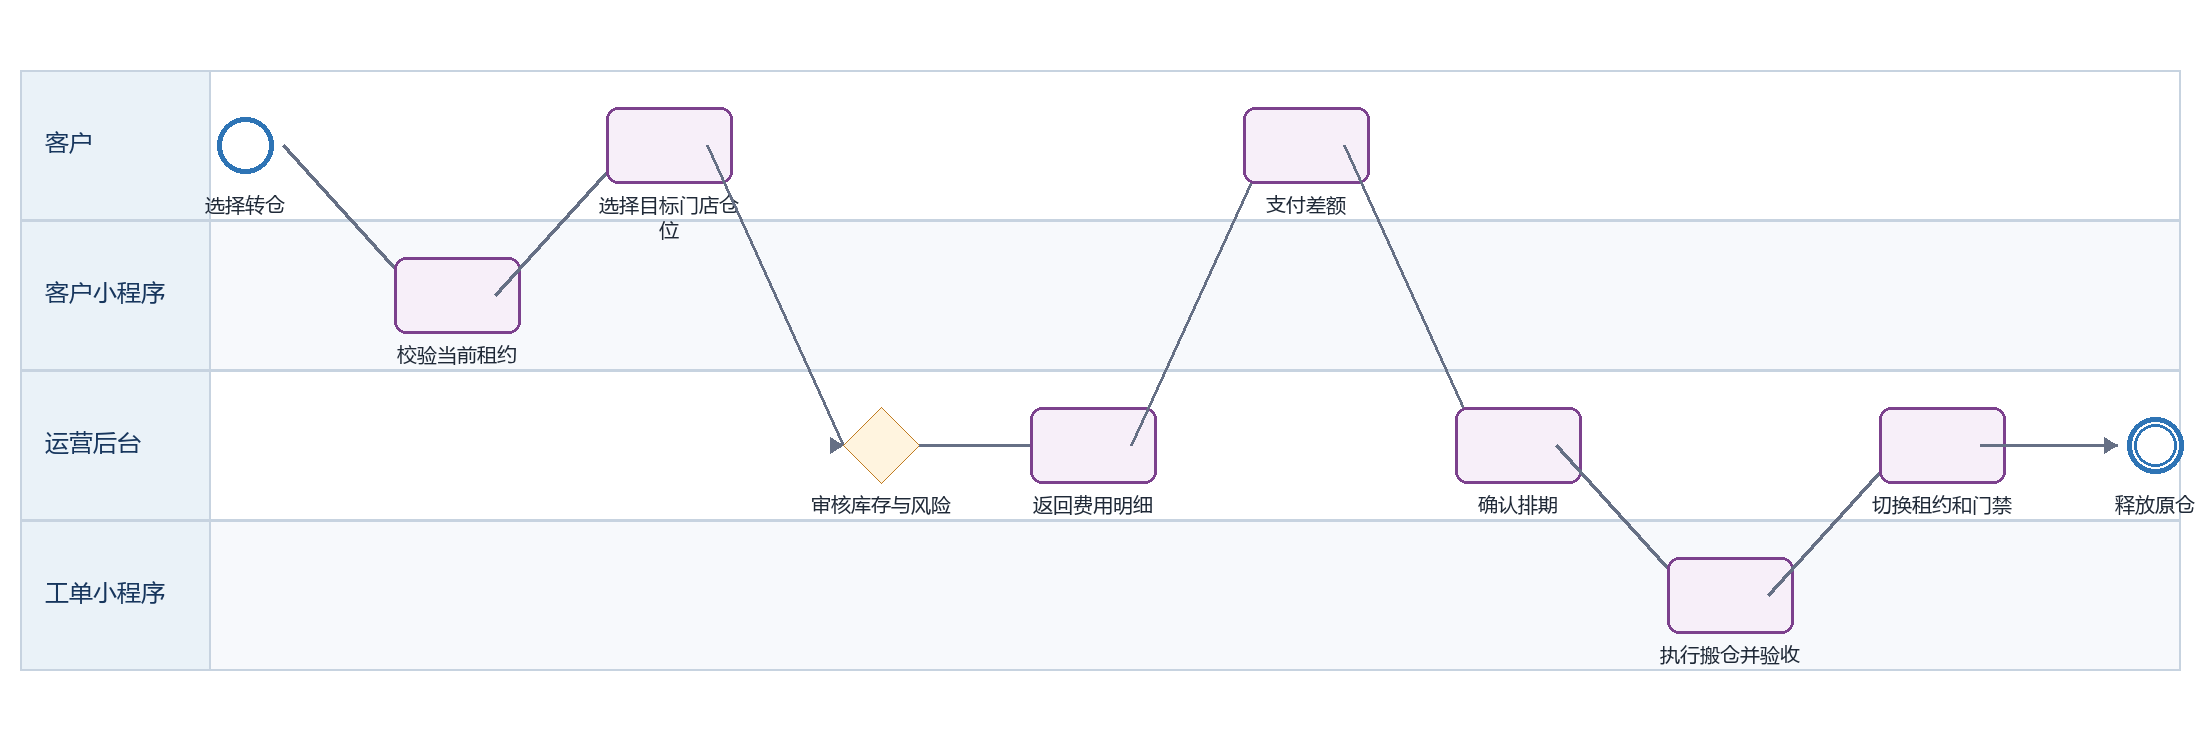 客户
选择转仓
选择目标门店仓
位
支付差额
客户小程序
校验当前租约
运营后台
审核库存与风险
返回费用明细
确认排期
切换租约和门禁
释放原仓
工单小程序
执行搬仓并验收